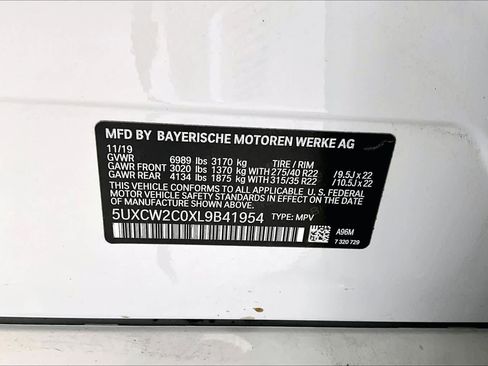 MFD BY BAYERISCHE MOTOREN WERKE AG
11/19
GVWR 6989 lbs 3170 kg TIRE / RIM
GAWR FRONT 3020 lbs 1370 kg WITH 275/40 R22 / 9.5J x 22
GAWR REAR 4134 lbs 1875 kg WITH 315/35 R22 / 10.5J x 22
THIS VEHICLE CONFORMS TO ALL APPLICABLE U.S. FEDERAL
MOTOR VEHICLE SAFETY STANDARDS IN EFFECT ON THE
DATE OF MANUFACTURE SHOWN ABOVE.
5UXCW2C0XL9B41954 TYPE: MPV
A96M
7 320 729